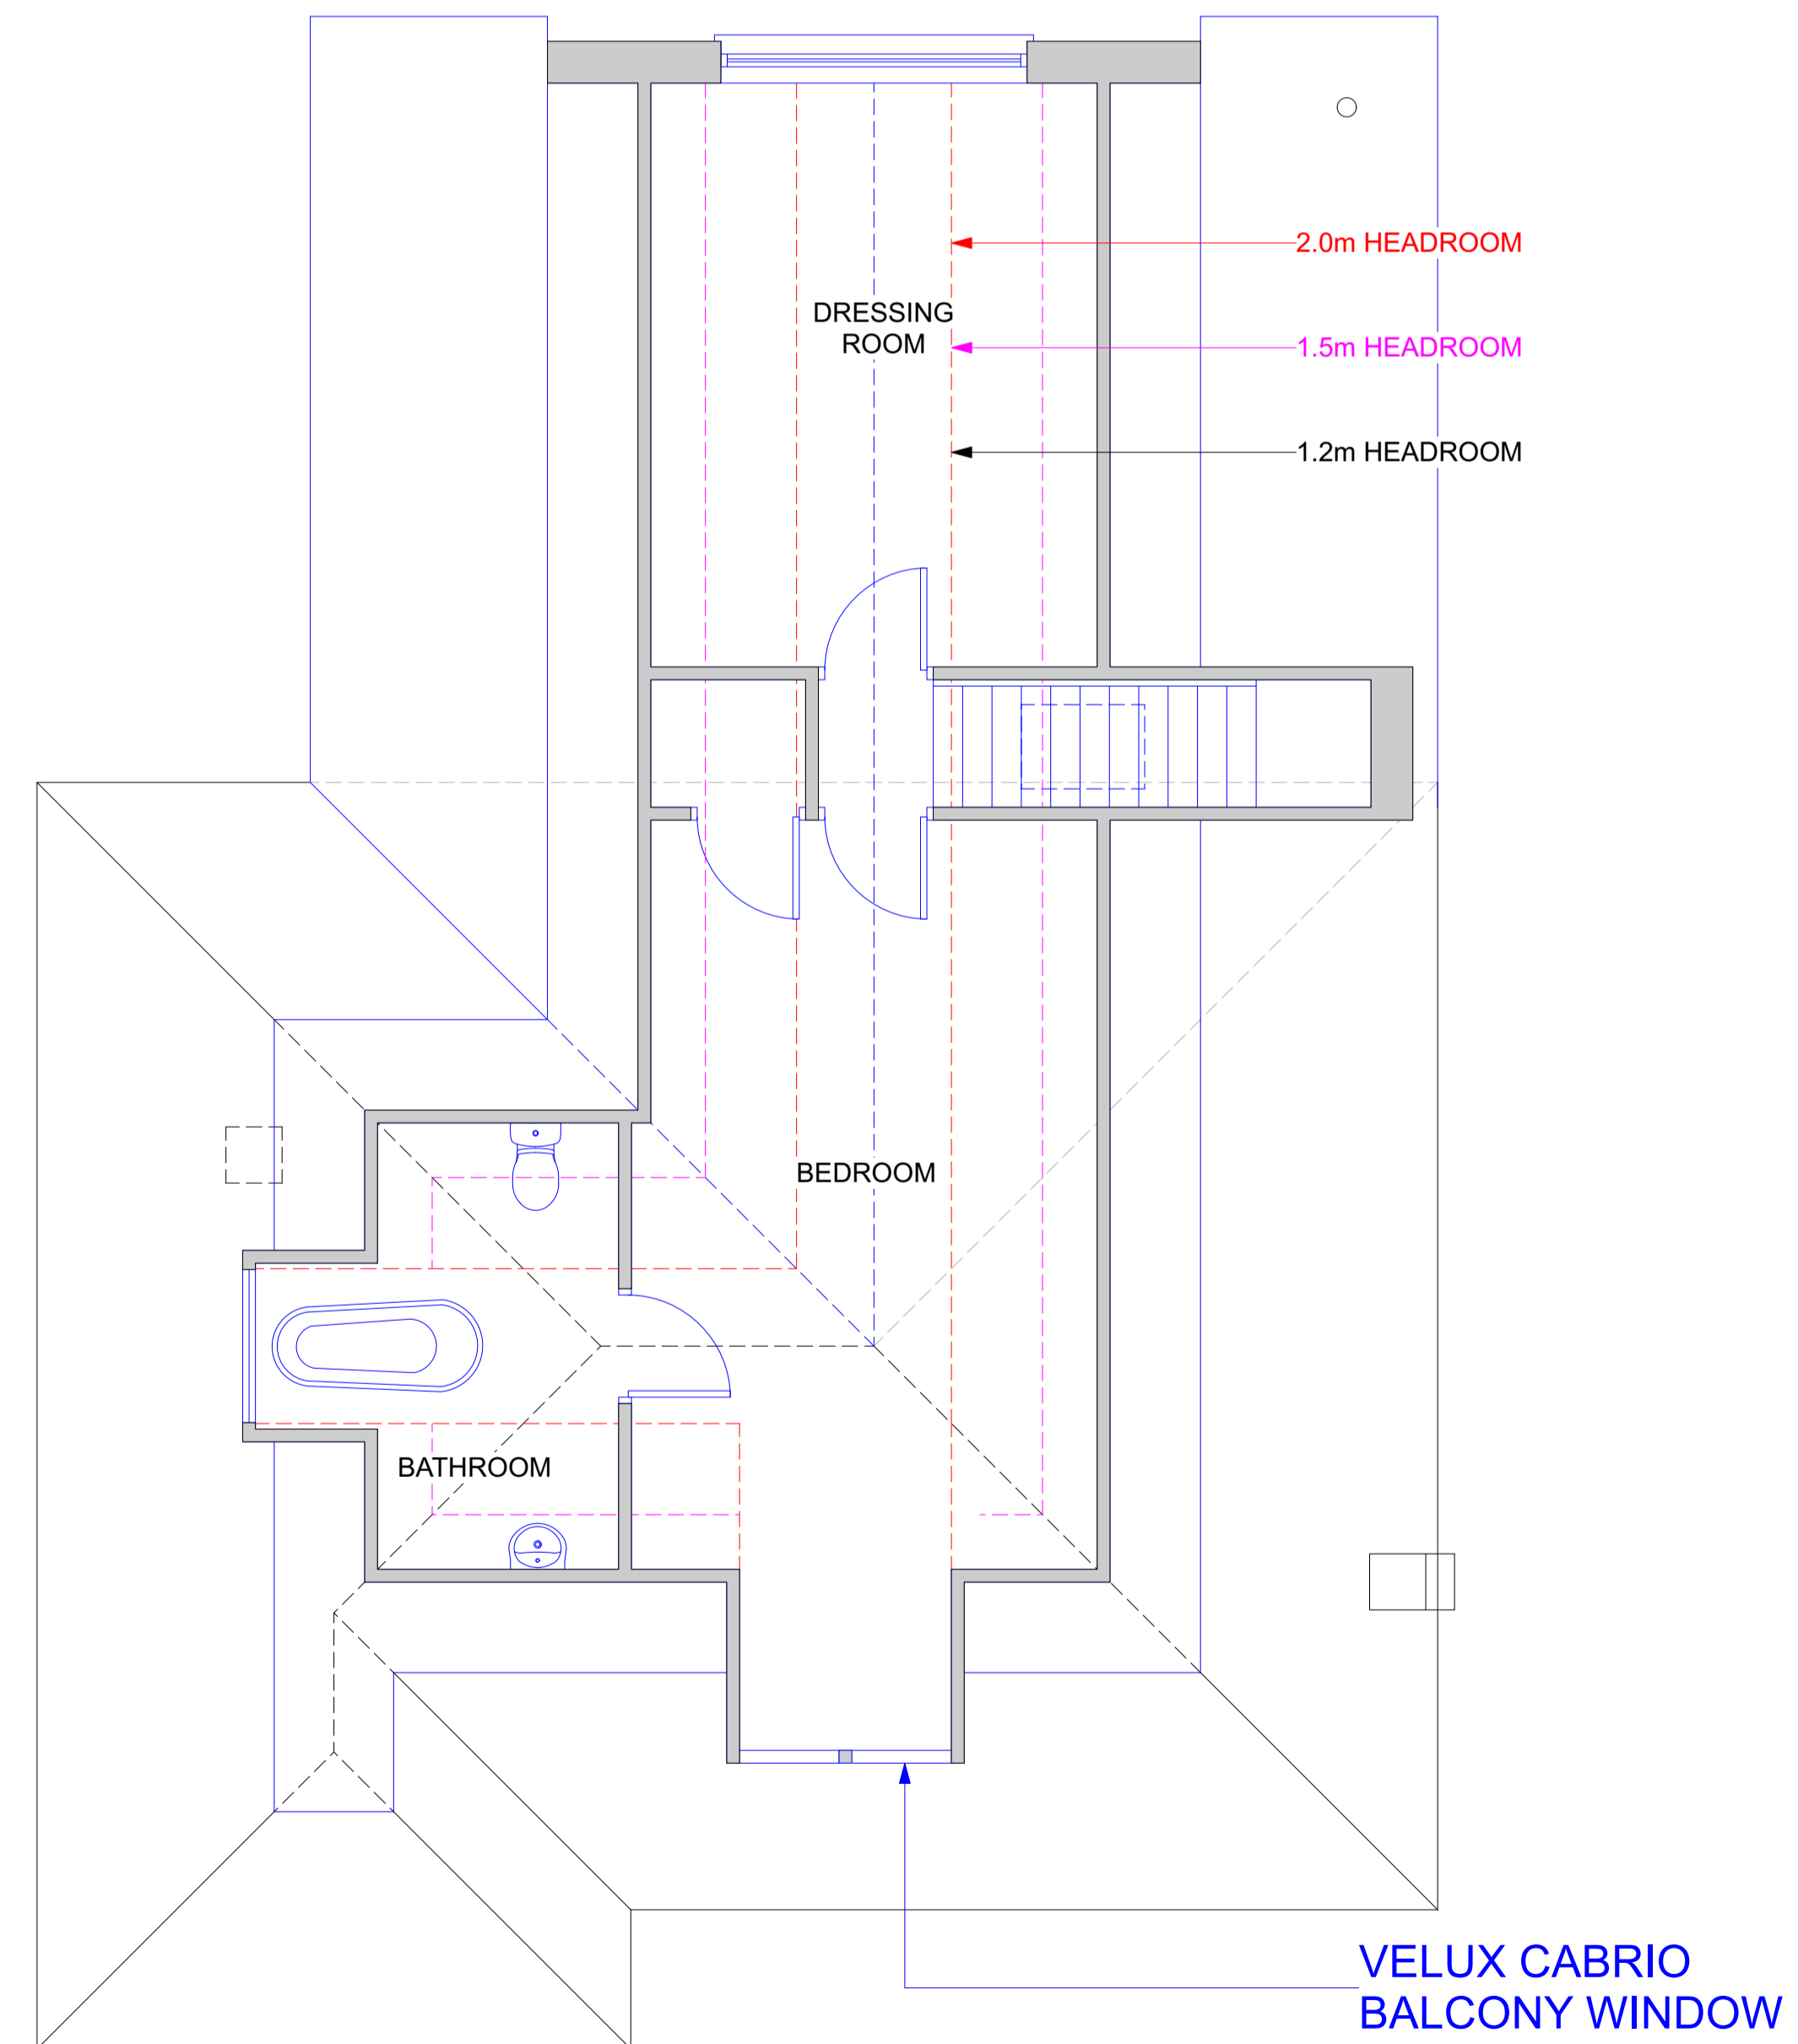 2.0m HEADROOM
DRESSING
ROOM
1.5m HEADROOM
1.2m HEADROOM
BEDROOM
BATHROOM
VELUX CABRIO
BALCONY WINDOW